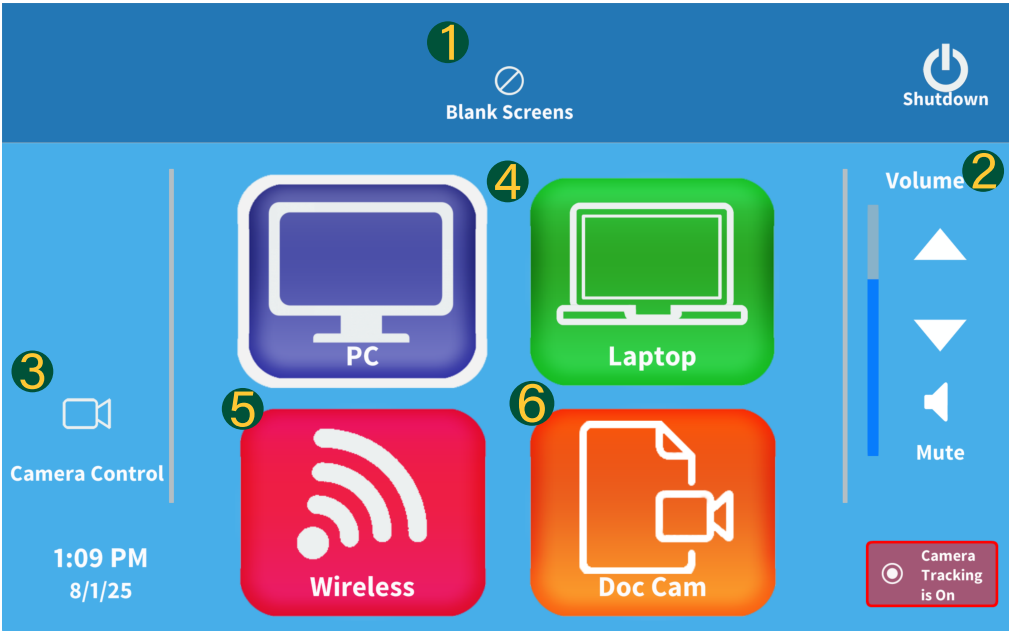 1
Blank Screens
Shutdown
Volume
2
4
PC
Laptop
3
Camera Control
5
6
Mute
Wireless
Doc Cam
1:09 PM
8/1/25
Camera
Tracking
is On